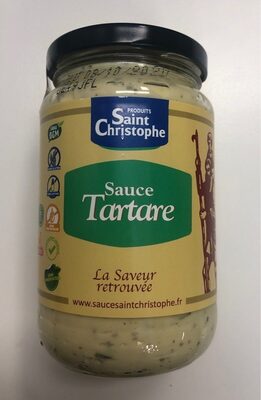 PRODUITS
Saint
Christophe
Sauce
Tartare
La Saveur
retrouvée
www.saucesaintchristophe.fr